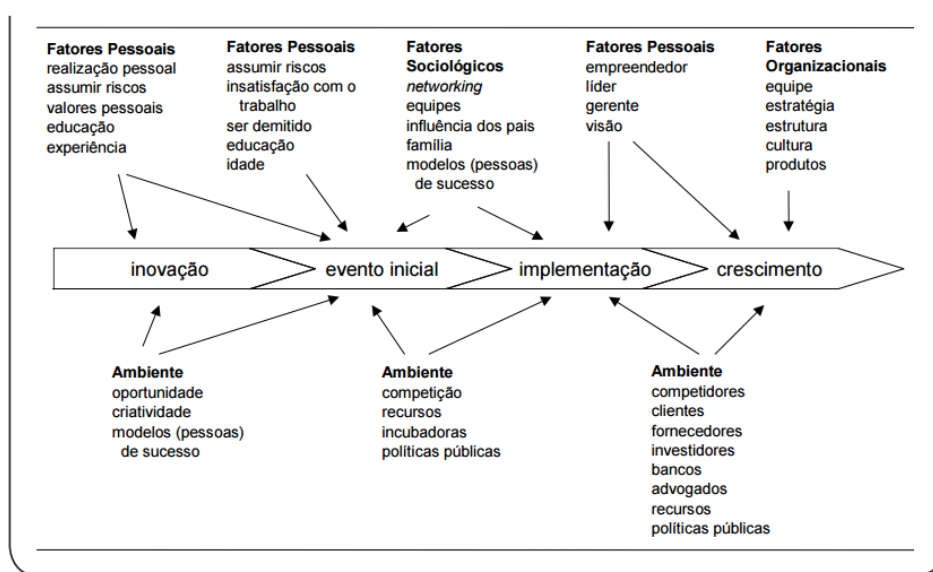 Fatores Pessoais
realização pessoal
assumir riscos
valores pessoais
educação
experiência
Fatores Pessoais
assumir riscos
insatisfação com o
trabalho
ser demitido
educação
idade
Fatores
Sociológicos
networking
equipes
influência dos pais
família
modelos (pessoas)
de sucesso
Fatores Pessoais
empreendedor
líder
gerente
visão
Fatores
Organizacionais
equipe
estratégia
estrutura
cultura
produtos
inovação
evento inicial
implementação
crescimento
Ambiente
oportunidade
criatividade
modelos (pessoas)
de sucesso
Ambiente
competição
recursos
incubadoras
políticas públicas
Ambiente
competidores
clientes
fornecedores
investidores
bancos
advogados
recursos
políticas públicas